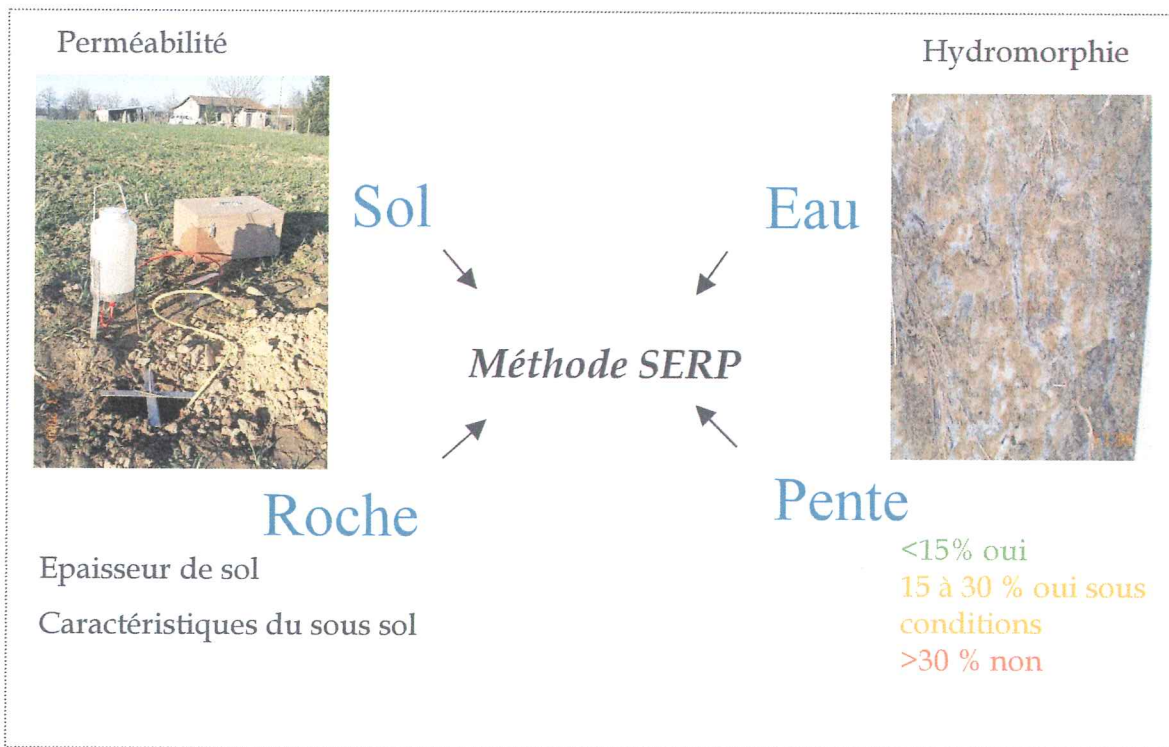 Perméabilité
Hydromorphie
Sol
Eau
Méthode SERP
Roche
Pente
Epaisseur de sol
Caractéristiques du sous sol
<15% oui
15 à 30 % oui sous
conditions
>30 % non